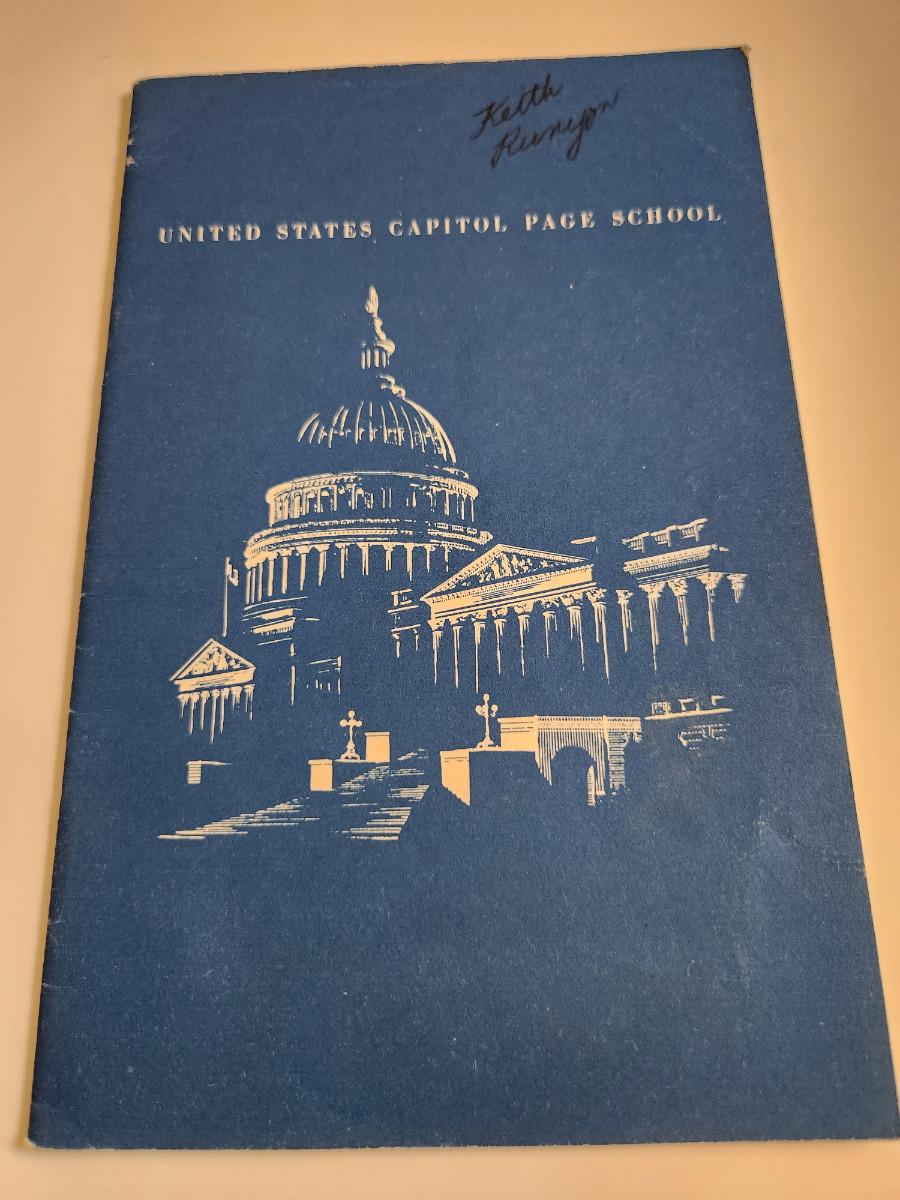 Keith
Runyon
UNITED STATES CAPITOL PAGE SCHOOL